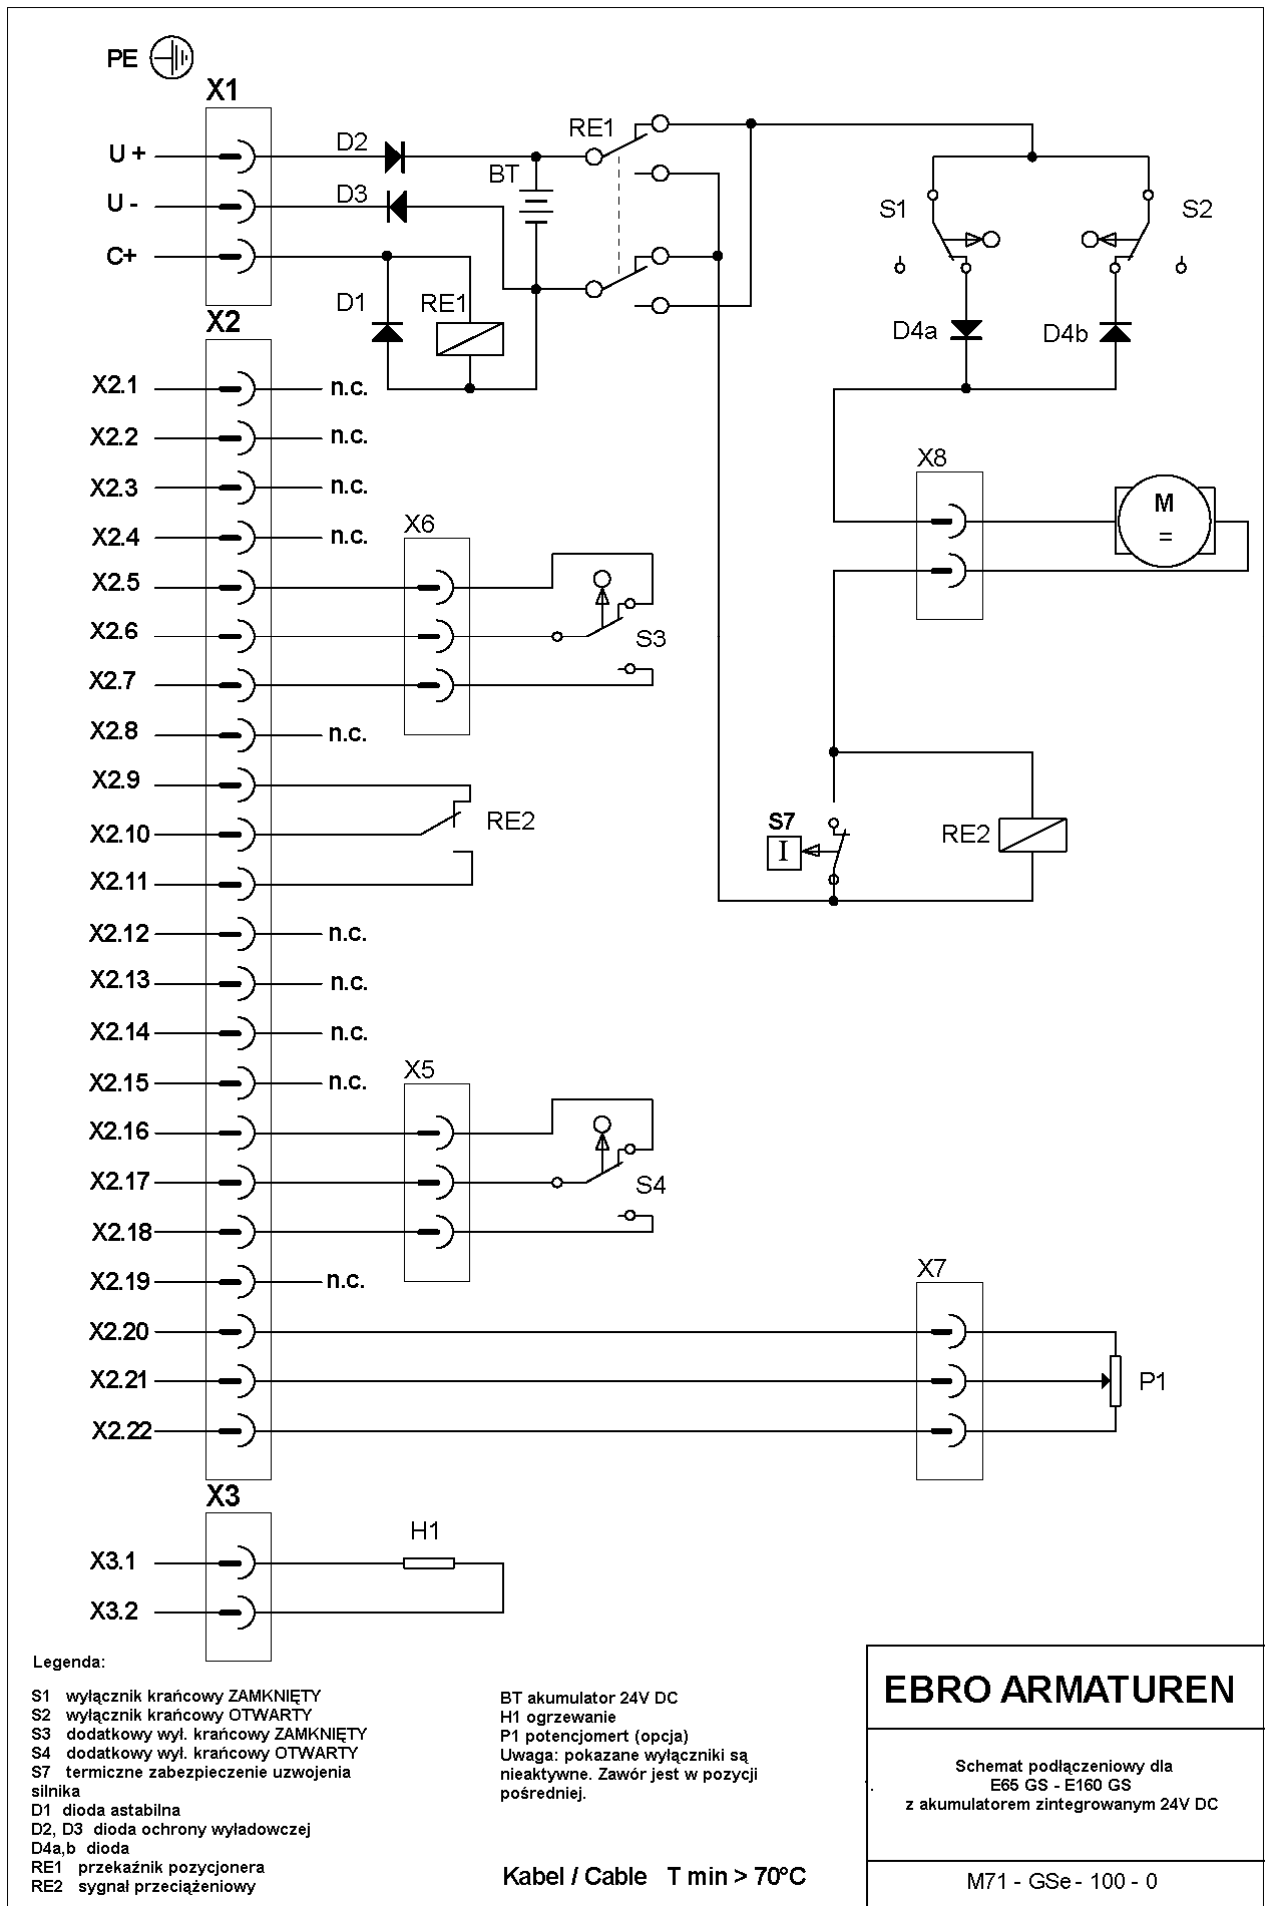 PE
X1
U +
D2
RE1
BT
U -
D3
S1
S2
C+
D1
RE1
X2
D4a
D4b
X2.1
n.c.
X2.2
n.c.
X8
X2.3
n.c.
M
=
X2.4
n.c.
X6
X2.5
X2.6
S3
X2.7
X2.8
n.c.
X2.9
RE2
S7
I
RE2
X2.10
X2.11
X2.12
n.c.
X2.13
n.c.
X2.14
n.c.
X2.15
n.c.
X5
X2.16
X2.17
S4
X2.18
X2.19
n.c.
X7
X2.20
X2.21
P1
X2.22
X3
H1
X3.1
X3.2
Legenda:
S1 wyłącznik krańcowy ZAMKNIĘTY
S2 wyłącznik krańcowy OTWARTY
S3 dodatkowy wył. krańcowy ZAMKNIĘTY
S4 dodatkowy wył. krańcowy OTWARTY
S7 termiczne zabezpieczenie uzwojenia
silnika
D1 dioda astabilna
D2, D3 dioda ochrony wyładowczej
D4a,b dioda
RE1 przekaźnik pozycjonera
RE2 sygnał przeciążeniowy
BT akumulator 24V DC
H1 ogrzewanie
P1 potencjomert (opcja)
Uwaga: pokazane wyłączniki są
nieaktywne. Zawór jest w pozycji
pośredniej.
Kabel / Cable T min > 70°C
EBRO ARMATUREN
Schemat podłączeniowy dla
E65 GS - E160 GS
z akumulatorem zintegrowanym 24V DC
M71 - GSe - 100 - 0